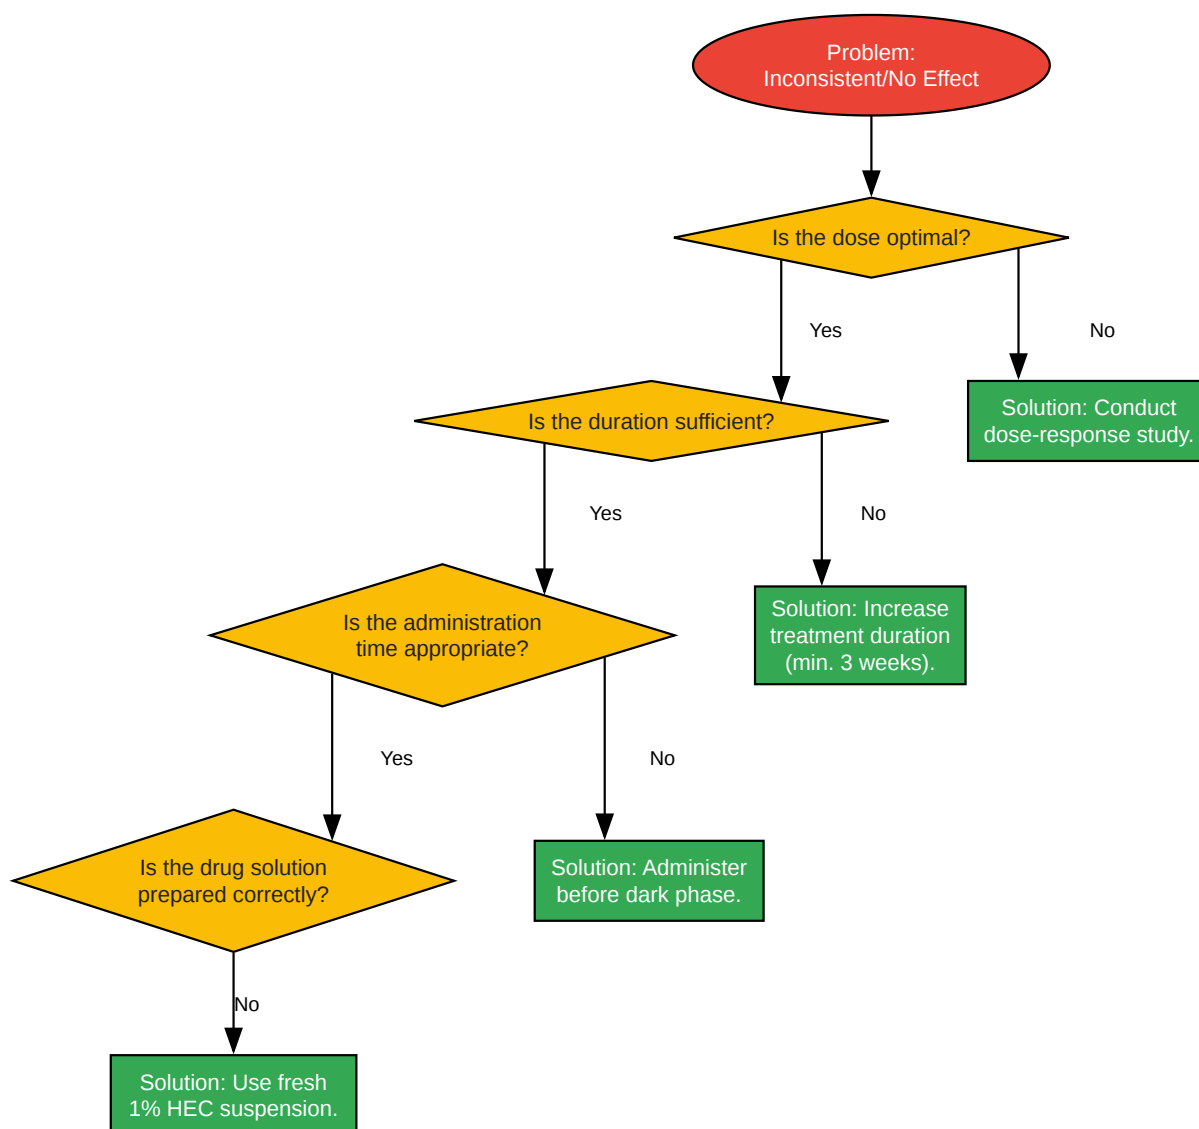 Problem:
Inconsistent/No Effect
Is the dose optimal?
Yes
No
Is the duration sufficient?
Solution: Conduct
dose-response study.
Yes
No
Is the administration
time appropriate?
Solution: Increase
treatment duration
(min. 3 weeks).
Yes
No
Is the drug solution
prepared correctly?
Solution: Administer
before dark phase.
No
Solution: Use fresh
1% HEC suspension.